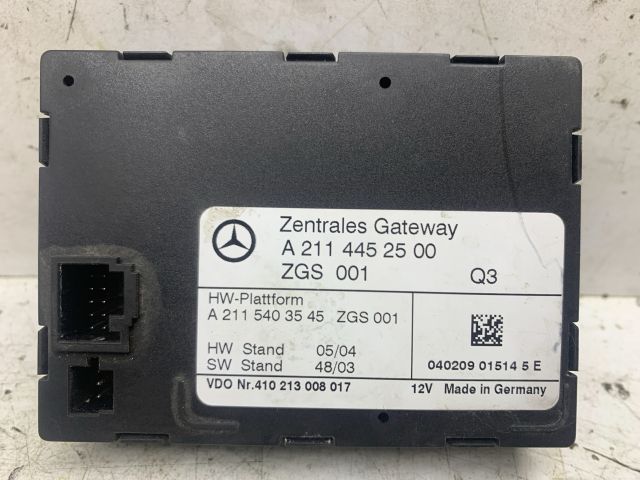 Zentrales Gateway
A 211 445 25 00
ZGS 001 Q3
HW-Plattform
A 211 540 35 45 ZGS 001
HW Stand 05/04
SW Stand 48/03
040209 01514 5 E
VDO Nr.410 213 008 017 12V Made in Germany